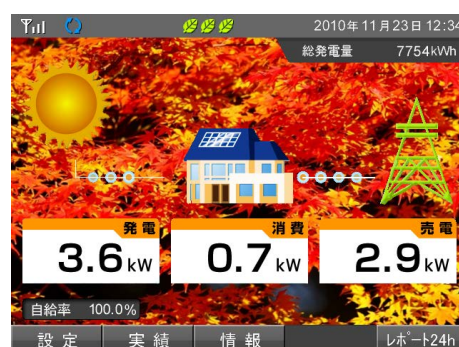 2010年11月23日 12:34
総発電量 7754kWh
発電 消費 売電
3.6kW 0.7kW 2.9kW
自給率 100.0%
設定 実績 情報 レポート24h